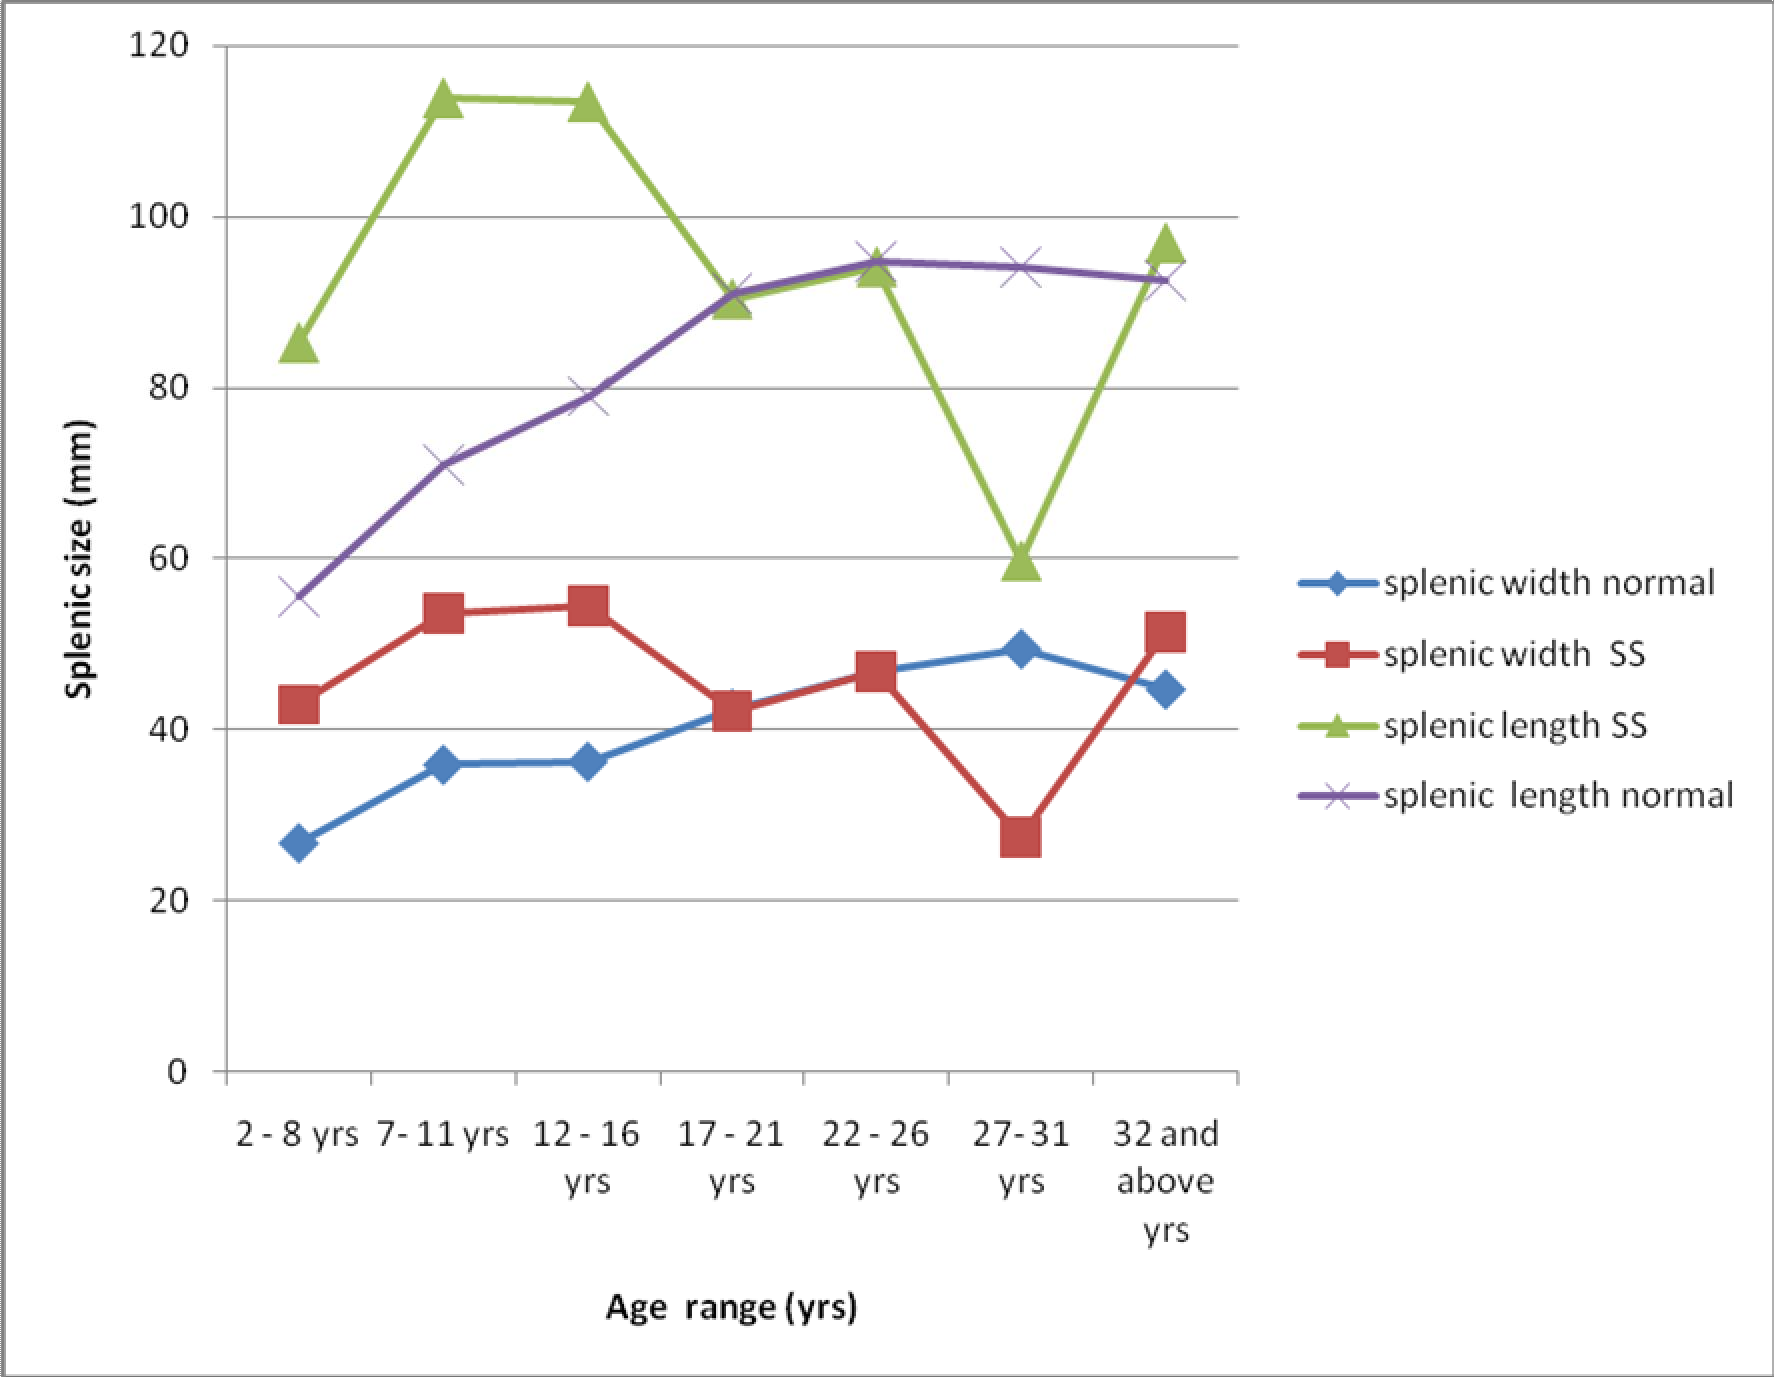 120
100
80
60
40
20
0
Splenic size (mm)
2 - 8 yrs
7- 11 yrs
12 - 16
yrs
17 - 21
yrs
22 - 26
yrs
27- 31
yrs
32 and
above
yrs
Age range (yrs)
splenic width normal
splenic width SS
splenic length SS
splenic length normal